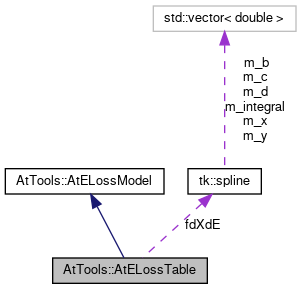 std::vector< double >
m_b
m_c
m_d
m_integral
m_x
m_y
AtTools::AtELossModel
tk::spline
fdXdE
AtTools::AtELossTable